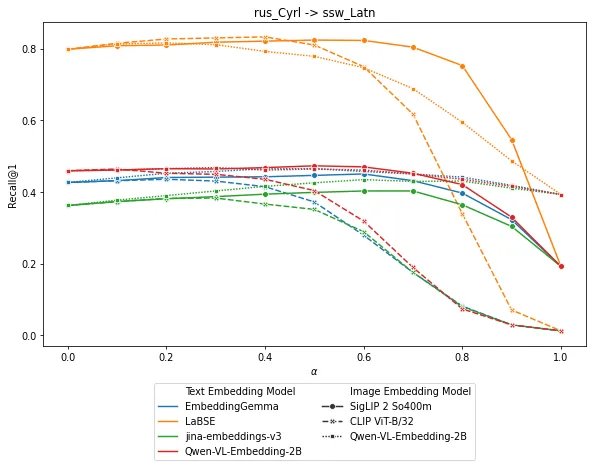 rus_Cyrl -> ssw_Latn
Recall@1
0.8
0.6
0.4
0.2
0.0
0.0 0.2 0.4 0.6 0.8 1.0
α
Text Embedding Model Image Embedding Model
EmbeddingGemma SigLIP 2 So400m
LaBSE CLIP ViT-B/32
jina-embeddings-v3 Qwen-VL-Embedding-2B
Qwen-VL-Embedding-2B